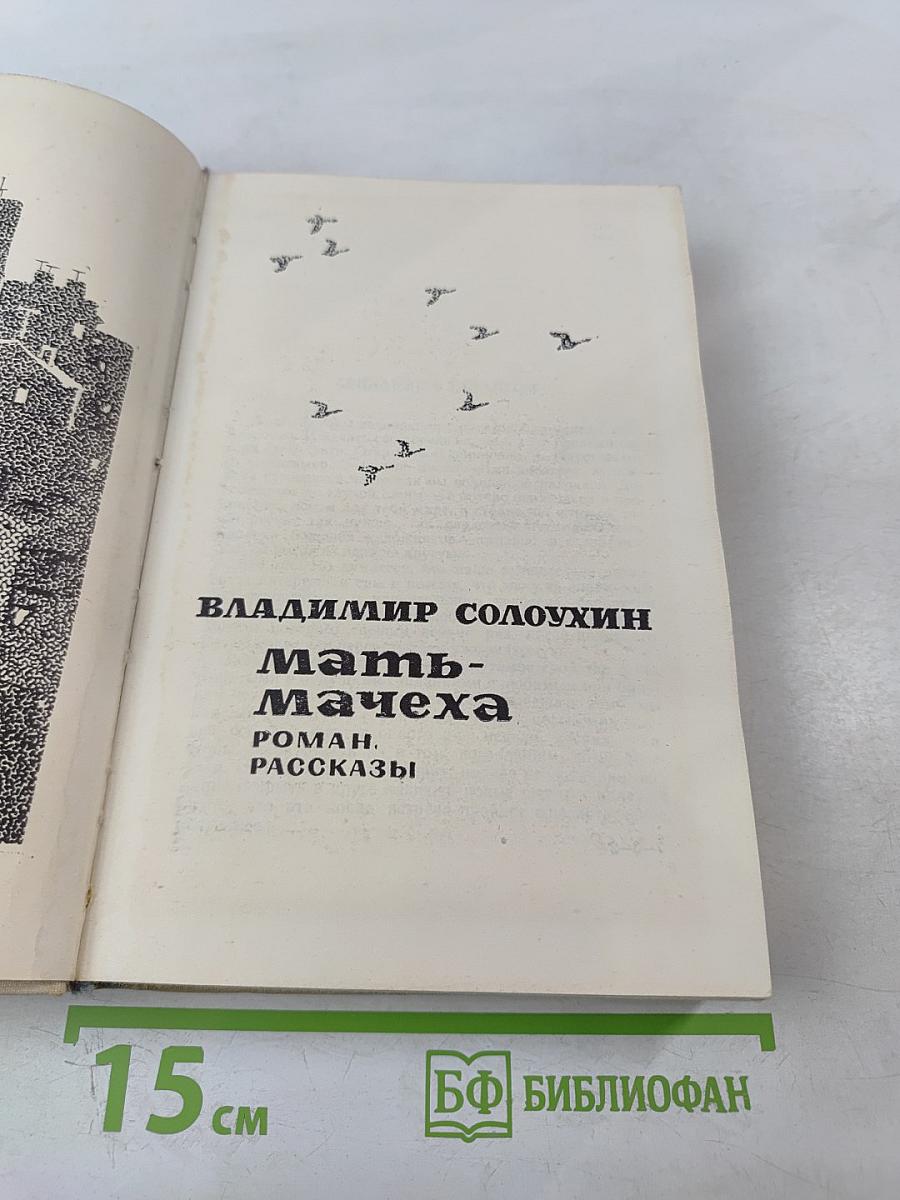 ВЛАДИМИР СОЛОУХИН
Мать-
мачеха
РОМАН.
РАССКАЗЫ
15 см
БФ БИБЛИОФАН